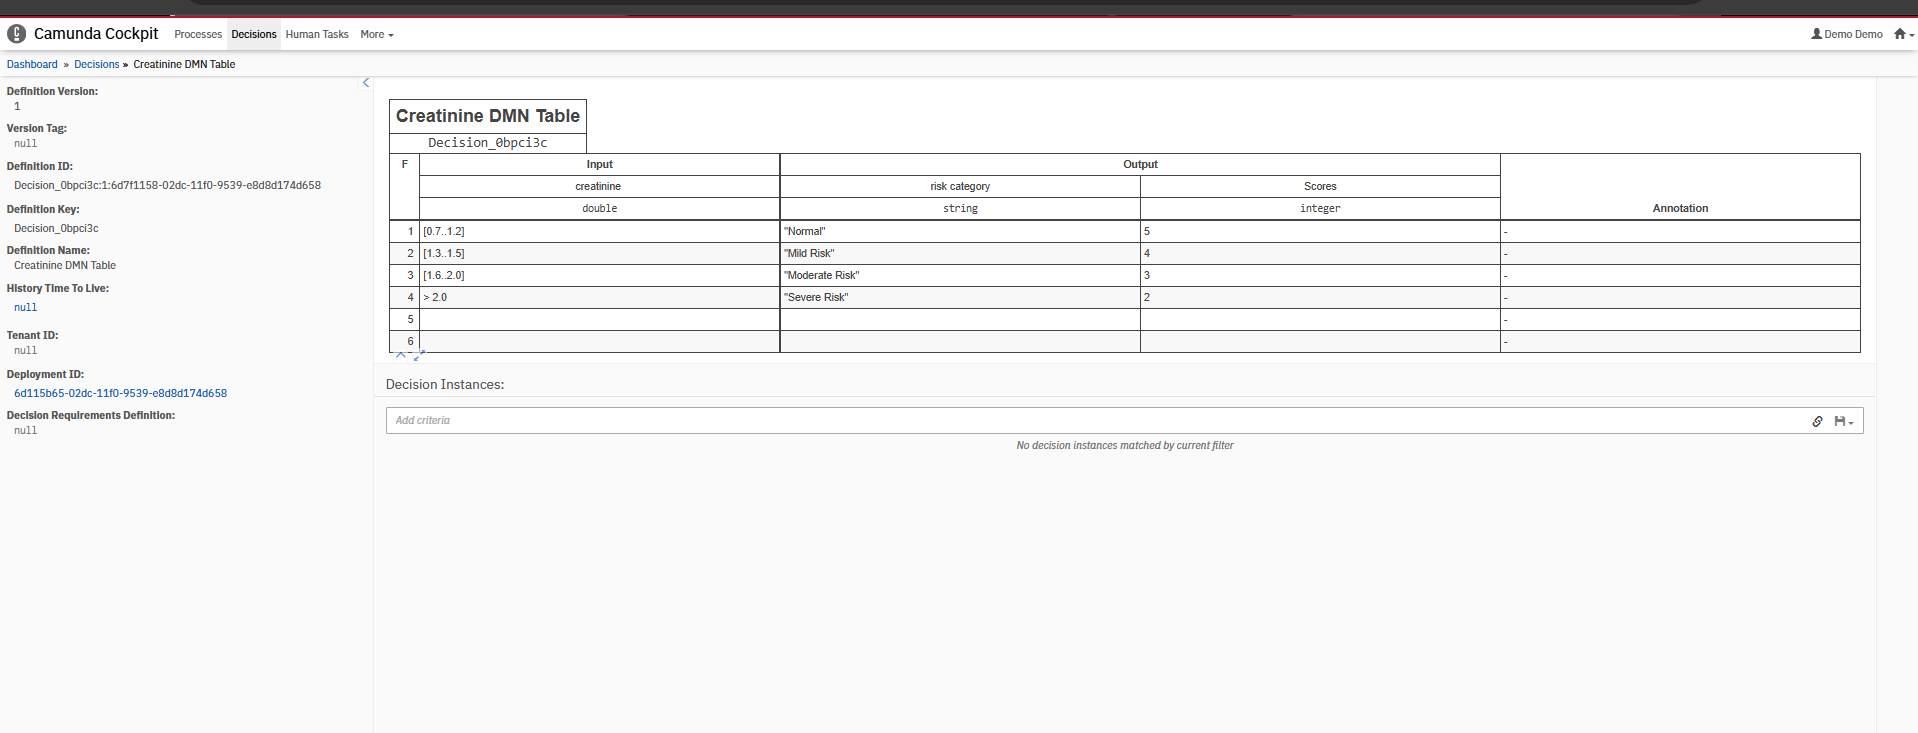 Camunda Cockpit Processes Decisions Human Tasks More Demo Demo
Dashboard » Decisions » Creatinine DMN Table
Definition Version:
1
Version Tag:
null
Definition ID:
Decision_0bpci3c:1:6d7f1158-02dc-11f0-9539-e8d8d174d658
Definition Key:
Decision_0bpci3c
Definition Name:
Creatinine DMN Table
History Time To Live:
null
Tenant ID:
null
Deployment ID:
6d115b65-02dc-11f0-9539-e8d8d174d658
Decision Requirements Definition:
null
Creatinine DMN Table
Decision_0bpci3c
F Input Output
creatinine risk category Scores
double string integer Annotation
1 [0.7..1.2] "Normal" 5 -
2 [1.3..1.5] "Mild Risk" 4 -
3 [1.6..2.0] "Moderate Risk" 3 -
4 > 2.0 "Severe Risk" 2 -
5 -
6 -
Decision Instances:
Add criteria
No decision instances matched by current filter